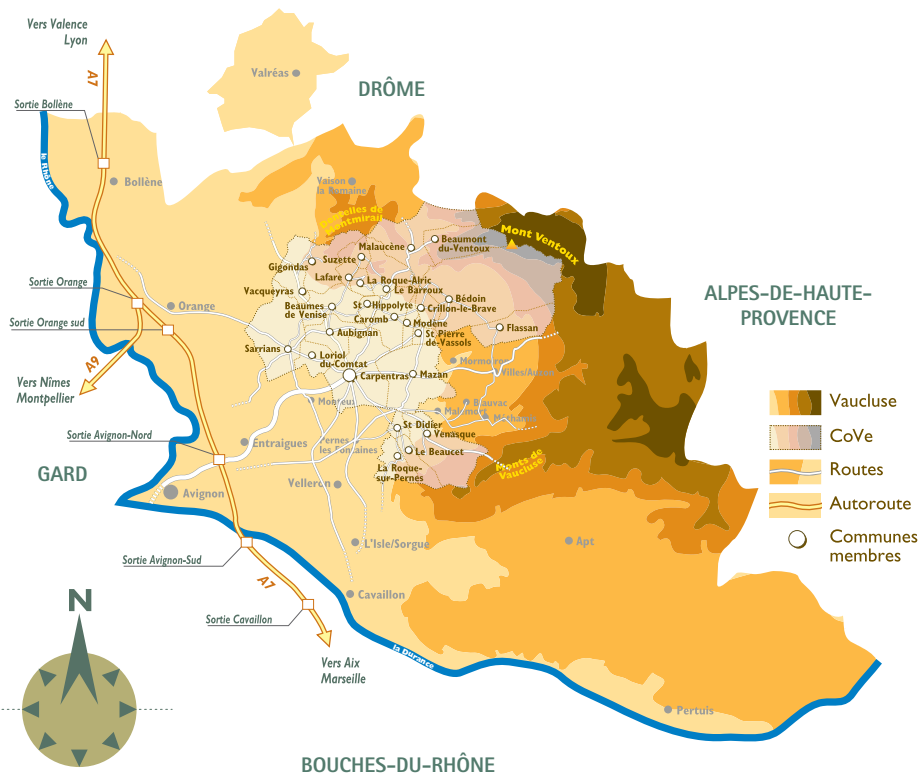 Vers Valence
Lyon
A7
Valréas
DRÔME
Sortie Bollène
le Rhône
Bollène
Vaison
la Romaine
Dentelles de
Montmirail
Malaucène
Beaumont
du-Ventoux
Mont Ventoux
Suzette
Gigondas
Lafare
La Roque-Alric
Le Barroux
Sortie Orange
Vacqueyras
Bédoin
ALPES-DE-HAUTE-
PROVENCE
Orange
Beaumes
de Venise
St Hippolyte
Crillon-le-Brave
Caromb
Modène
Sortie Orange sud
Aubignan
St Pierre
de-Vassols
Flassan
Sarrians
Loriol
du-Comtat
Mormoiron
A9
Vers Nîmes
Montpellier
Carpentras
Mazan
Villes/Auzon
Monteux
Blauvac
Malemort
Méthamis
Vaucluse
CoVe
Routes
Autoroute
Communes
membres
Sortie Avignon-Nord
Entraigues
Pernes
les Fontaines
St Didier
Venasque
Le Beaucet
La Roque-
sur-Pernes
Monts de
Vaucluse
GARD
Avignon
Velleron
Sortie Avignon-Sud
L'Isle/Sorgue
Apt
A7
Cavaillon
Sortie Cavaillon
N
Vers Aix
Marseille
la Durance
Pertuis
BOUCHES-DU-RHÔNE